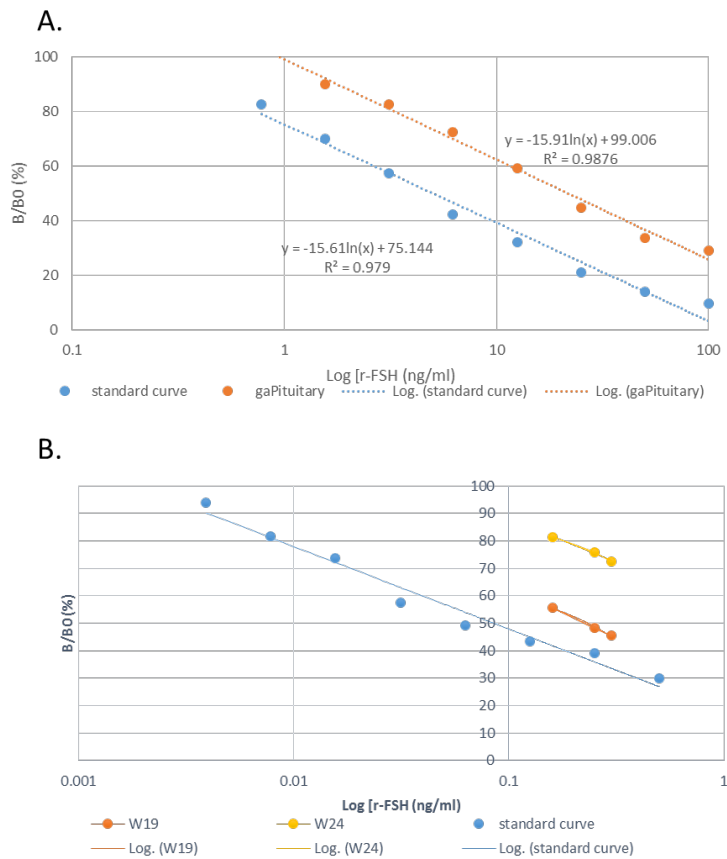 A.
100
80
60
40
20
0
B/B0 (%)
y = -15.91ln(x) + 99.006
R² = 0.9876
y = -15.61ln(x) + 75.144
R² = 0.979
0.1 1 10 100
Log [r-FSH (ng/ml)
standard curve gaPituitary Log. (standard curve) Log. (gaPituitary)
B.
100
90
80
70
60
50
40
30
20
10
0
B/B0 (%)
0.001 0.01 0.1 1
Log [r-FSH (ng/ml)
W19 W24 standard curve
Log. (W19) Log. (W24) Log. (standard curve)